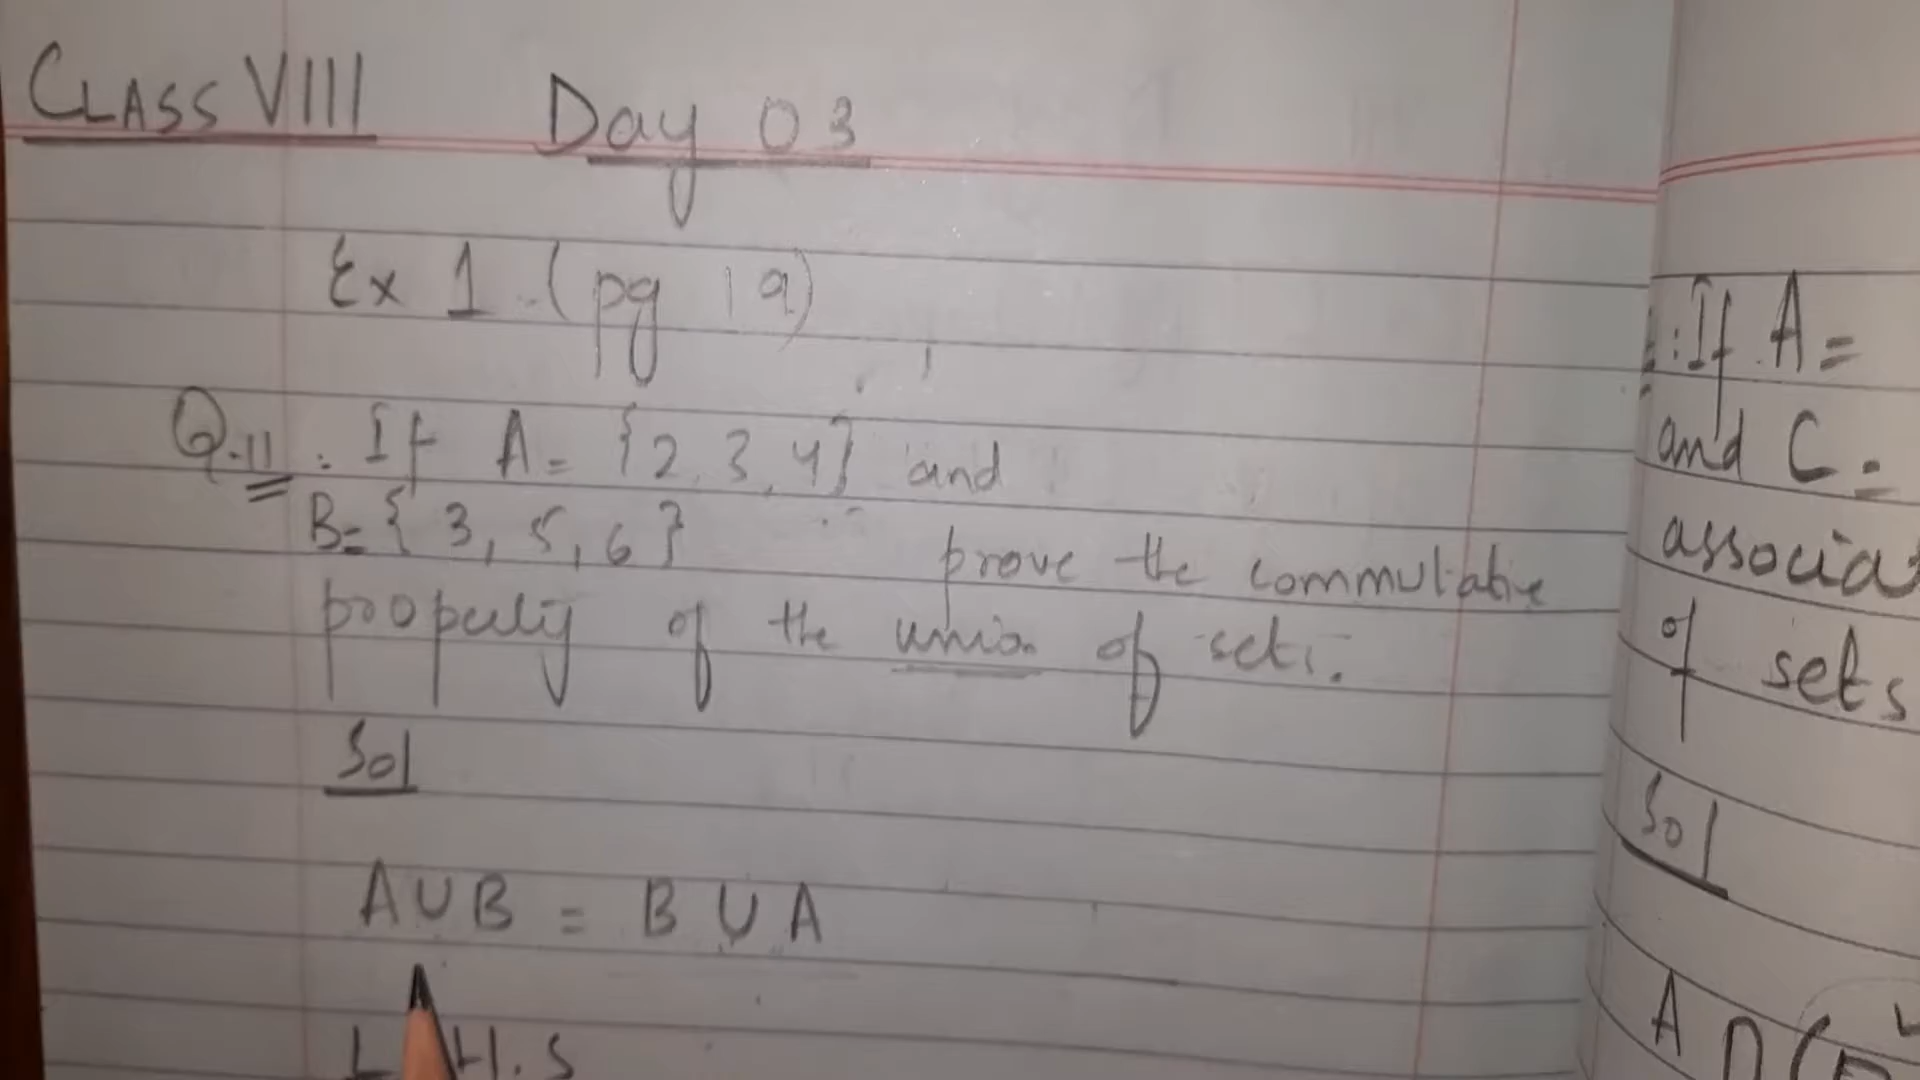 CLASS VIII Day 03
Ex 1 (pg 19)
Q.11: If A = {2, 3, 4} and
B = {3, 5, 6} prove the commutative
property of the union of sets.
Sol
A∪B = B∪A
L.H.S
: If A =
and C =
associa
of sets
Sol
A ∩ (B